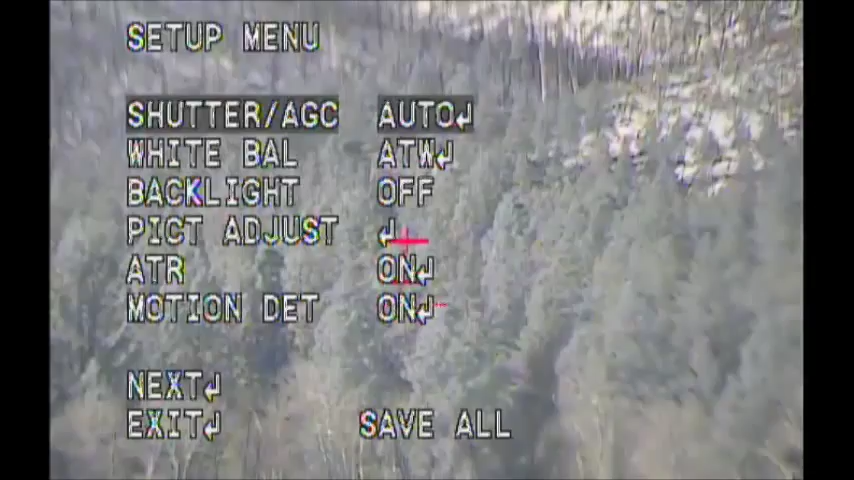 SETUP MENU
SHUTTER/AGC AUTO↲
WHITE BAL ATW↲
BACKLIGHT OFF
PICT ADJUST ↲
ATR ON↲
MOTION DET ON↲
NEXT↲
EXIT↲ SAVE ALL